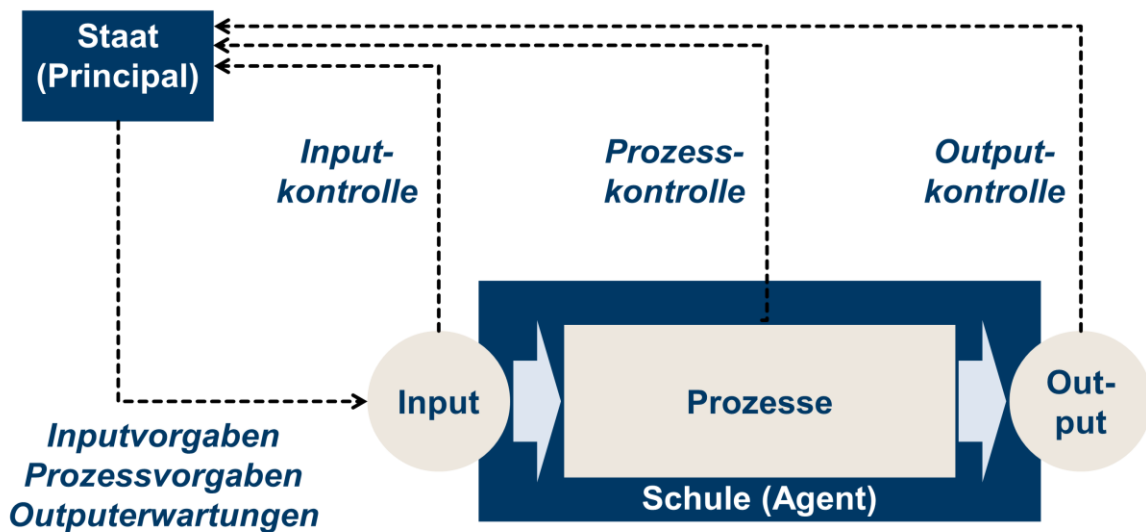 Staat
(Principal)
Input-
kontrolle
Prozess-
kontrolle
Output-
kontrolle
Input
Prozesse
Out-
put
Schule (Agent)
Inputvorgaben
Prozessvorgaben
Outputerwartungen